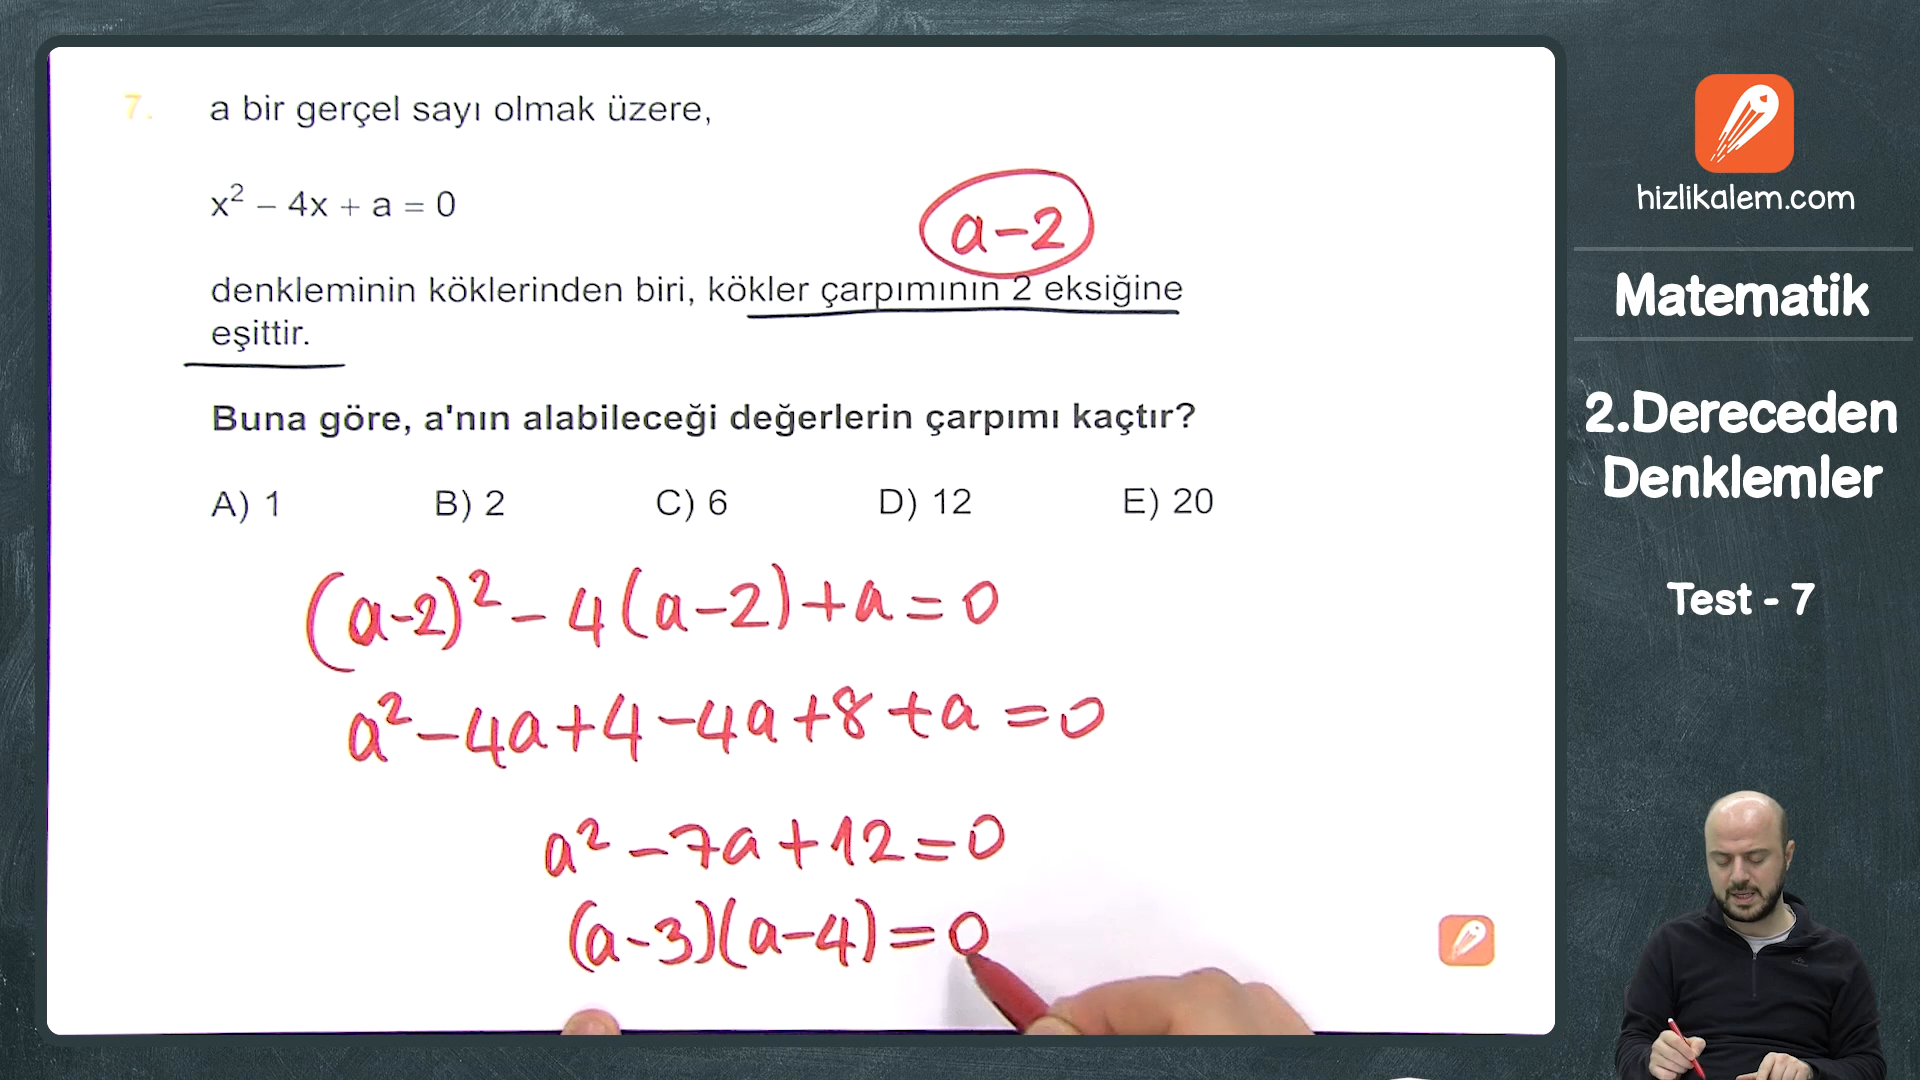 7. a bir gerçel sayı olmak üzere,
x² – 4x + a = 0
a-2
denkleminin köklerinden biri, kökler çarpımının 2 eksiğine
eşittir.
Buna göre, a'nın alabileceği değerlerin çarpımı kaçtır?
A) 1 B) 2 C) 6 D) 12 E) 20
(a-2)² - 4(a-2)+a=0
a²-4a+4-4a+8+a=0
a²-7a+12=0
(a-3)(a-4)=0
hizlikalem.com
Matematik
2.Dereceden
Denklemler
Test - 7